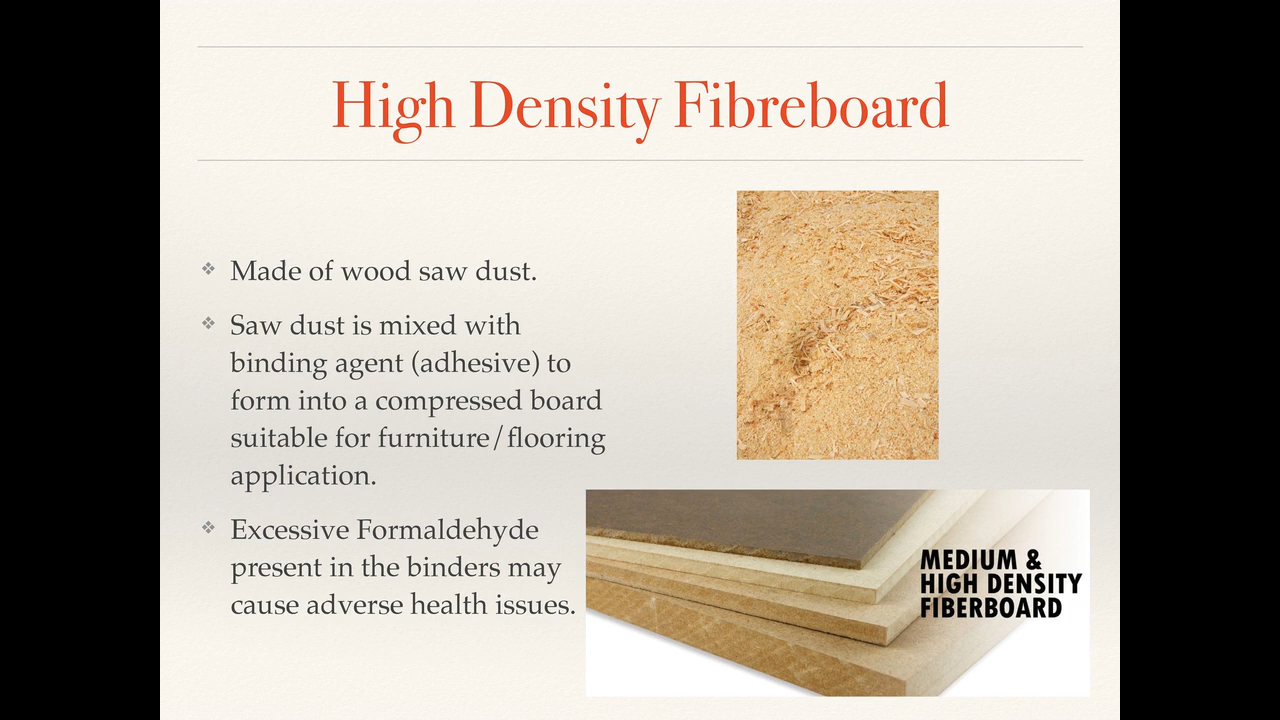 High Density Fibreboard
Made of wood saw dust.
Saw dust is mixed with
binding agent (adhesive) to
form into a compressed board
suitable for furniture/flooring
application.
Excessive Formaldehyde
present in the binders may
cause adverse health issues.
MEDIUM &
HIGH DENSITY
FIBERBOARD